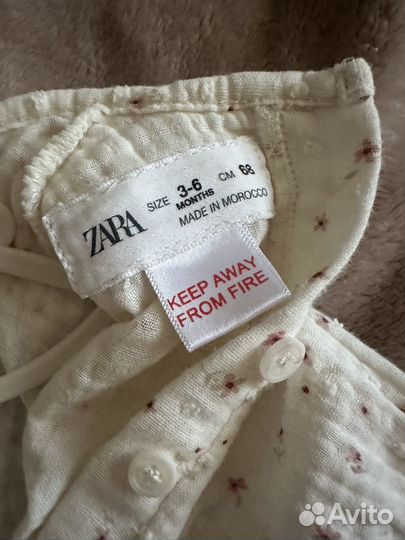 ZARA
SIZE 3-6 MONTHS CM 68
MADE IN MOROCCO
KEEP AWAY
FROM FIRE
Avito